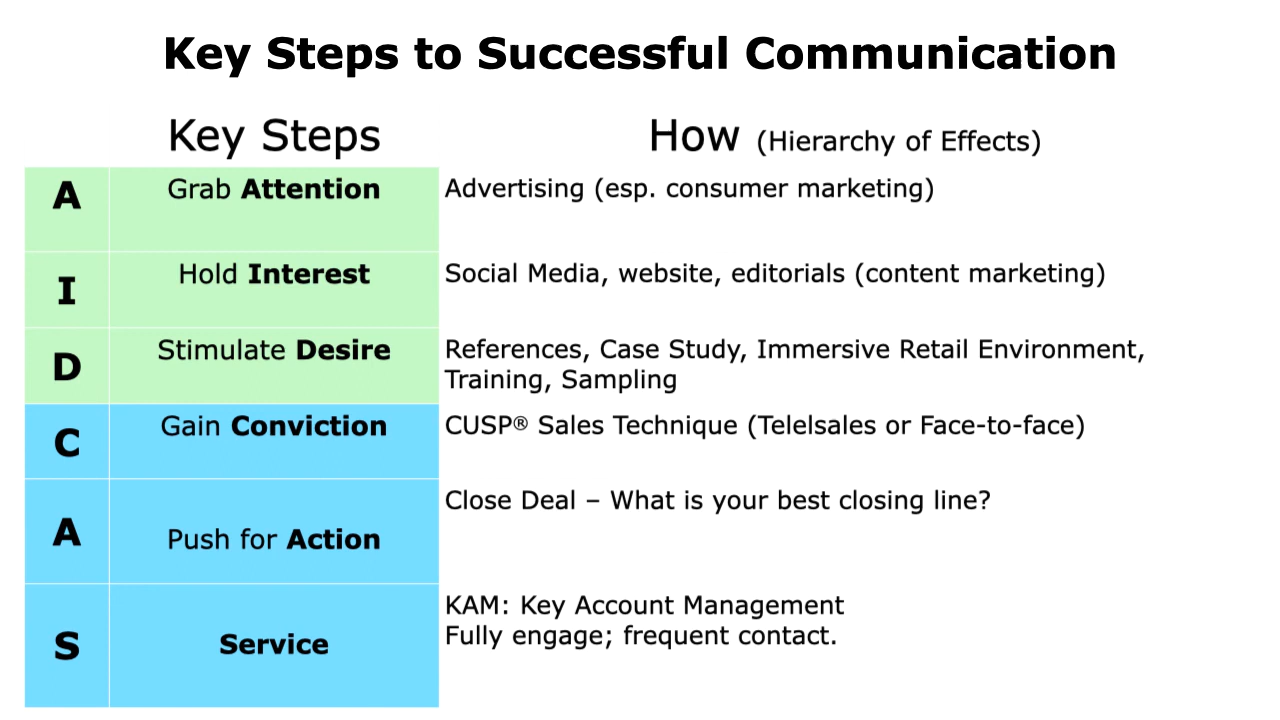 Key Steps to Successful Communication
Key Steps
How (Hierarchy of Effects)
A
Grab Attention
Advertising (esp. consumer marketing)
I
Hold Interest
Social Media, website, editorials (content marketing)
D
Stimulate Desire
References, Case Study, Immersive Retail Environment,
Training, Sampling
C
Gain Conviction
CUSP® Sales Technique (Telelsales or Face-to-face)
A
Push for Action
Close Deal – What is your best closing line?
S
Service
KAM: Key Account Management
Fully engage; frequent contact.